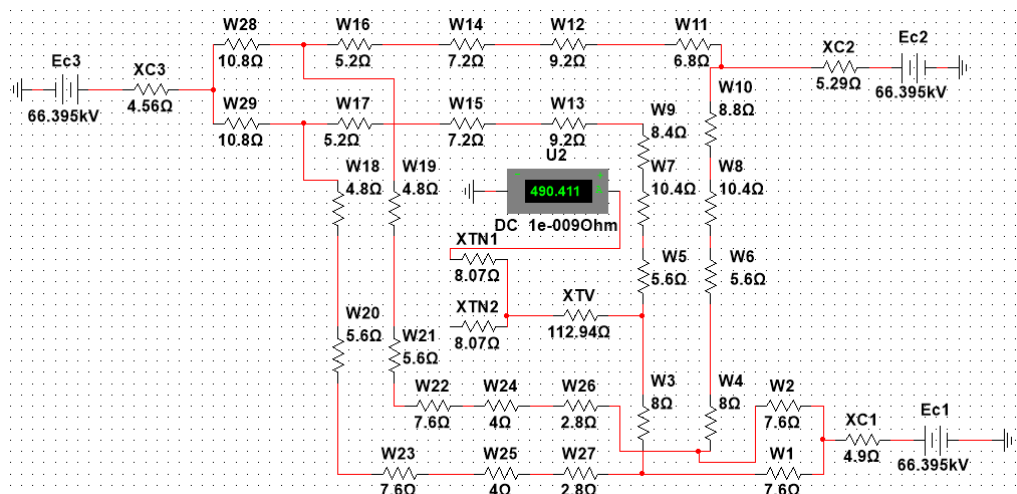 W28 W16 W14 W12 W11
10.8Ω 5.2Ω 7.2Ω 9.2Ω 6.8Ω
Ec3 XC3 XC2 Ec2
66.395kV 4.56Ω 5.29Ω 66.395kV
W29 W17 W15 W13 W9 W10
10.8Ω 5.2Ω 7.2Ω 9.2Ω 8.4Ω 8.8Ω
U2
W18 W19 W7 W8
4.8Ω 4.8Ω 490.411 10.4Ω 10.4Ω
DC 1e-009Ohm
XTN1 W5 W6
8.07Ω 5.6Ω 5.6Ω
XTN2 XTV
8.07Ω 112.94Ω
W20 W21
5.6Ω 5.6Ω
W22 W24 W26 W3 W4 W2
7.6Ω 4Ω 2.8Ω 8Ω 8Ω 7.6Ω
XC1 Ec1
4.9Ω 66.395kV
W23 W25 W27 W1
7.6Ω 4Ω 2.8Ω 7.6Ω